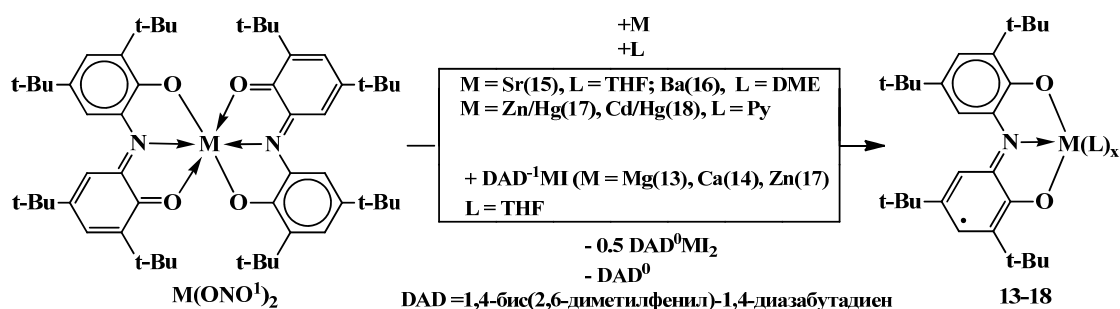 t-Bu
t-Bu
t-Bu
t-Bu
O
O
N
M
N
O
O
t-Bu
t-Bu
t-Bu
t-Bu
M(ONO¹)₂
+M
+L
M = Sr(15), L = THF; Ba(16), L = DME
M = Zn/Hg(17), Cd/Hg(18), L = Py
+ DAD⁻¹MI (M = Mg(13), Ca(14), Zn(17)
L = THF
- 0.5 DAD⁰MI₂
- DAD⁰
DAD =1,4-бис(2,6-диметилфенил)-1,4-диазабутадиен
t-Bu
t-Bu
O
N
M(L)ₓ
O
t-Bu
t-Bu
13-18